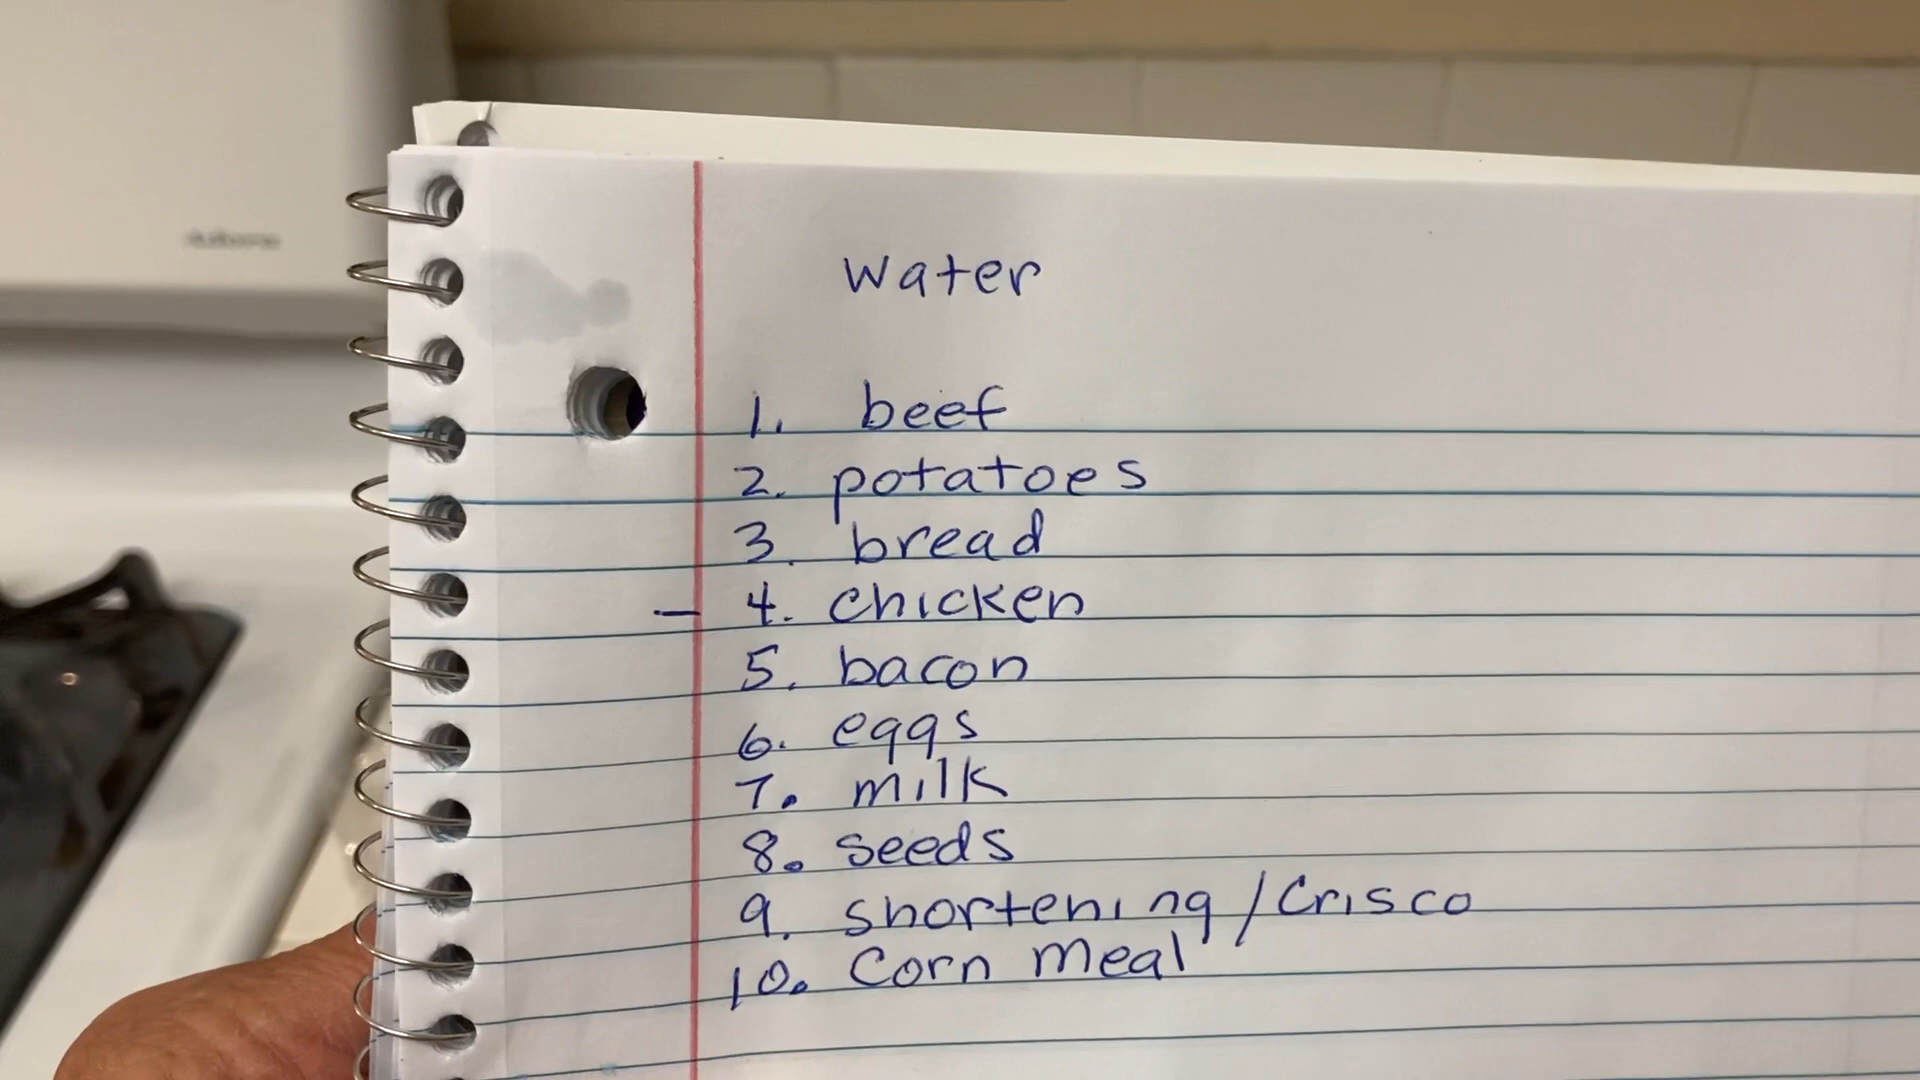 water
1. beef
2. potatoes
3. bread
– 4. chicken
5. bacon
6. eggs
7. milk
8. seeds
9. shortening / Crisco
10. Corn meal